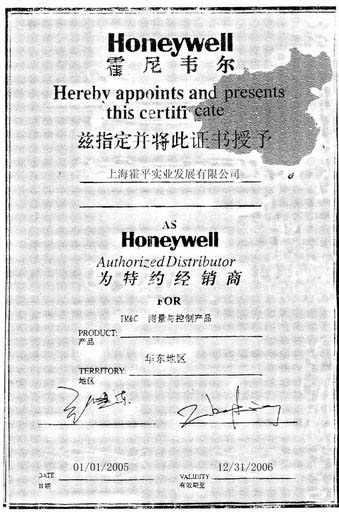 Honeywell
霍尼韦尔
Hereby appoints and presents
this certifi cate
兹指定并将此证书授予
上海霍平实业发展有限公司
AS
Honeywell
Authorized Distributor
为特约经销商
FOR
IM&C 测量与控制产品
PRODUCT:
产品
华东地区
TERRITORY:
地区
DATE 01/01/2005 VALIDITY 12/31/2006
日期 有效期至